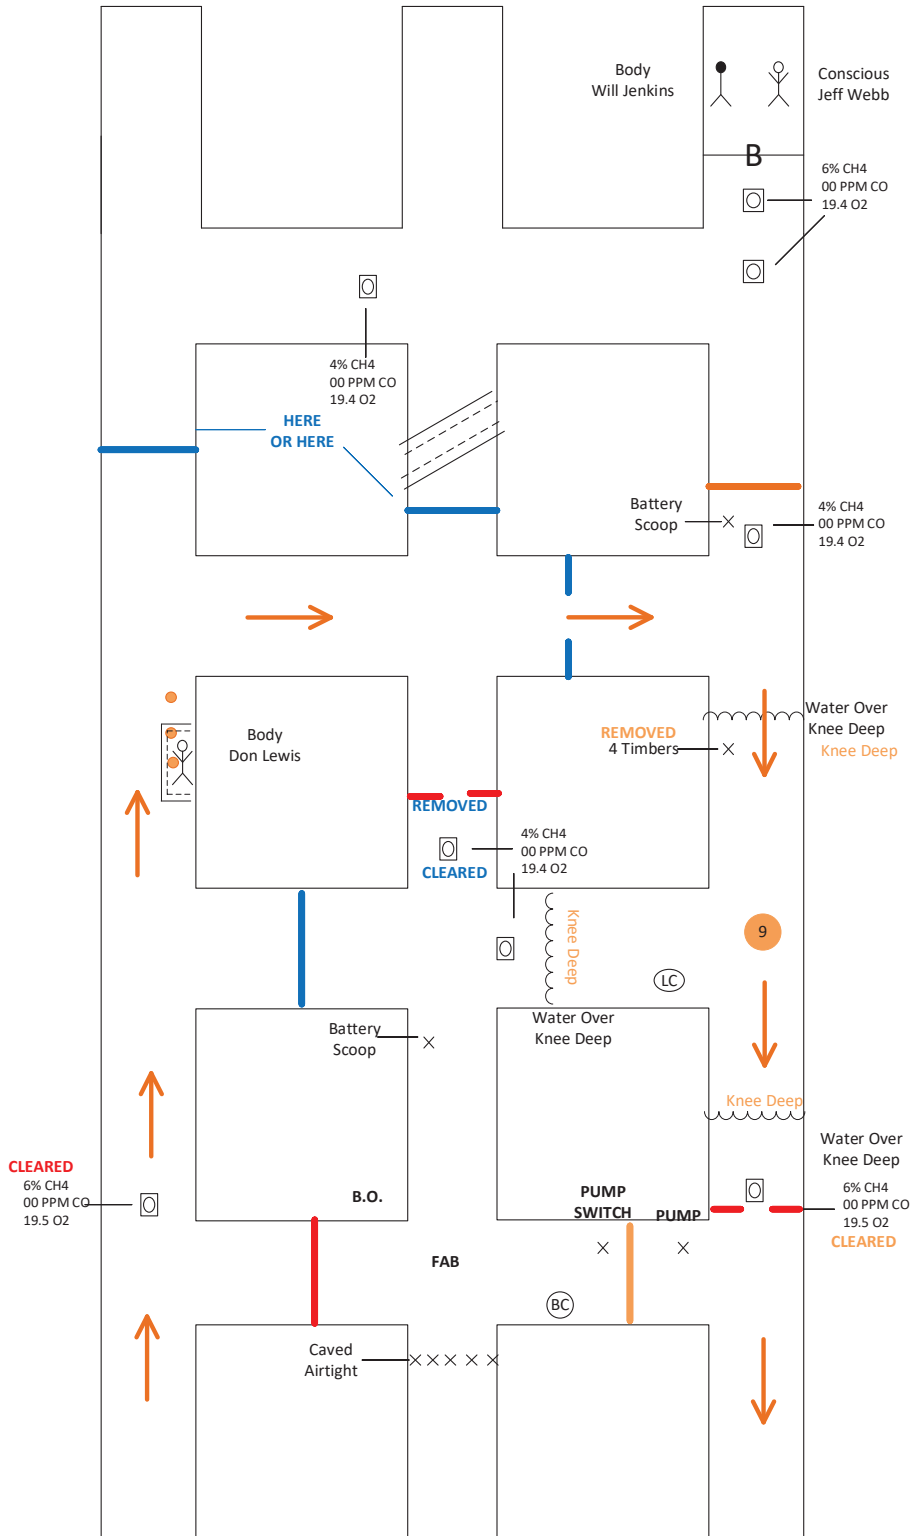 Body
Will Jenkins
Conscious
Jeff Webb
B
6% CH4
00 PPM CO
19.4 O2
4% CH4
00 PPM CO
19.4 O2
HERE
OR HERE
Battery
Scoop
4% CH4
00 PPM CO
19.4 O2
Body
Don Lewis
REMOVED
4 Timbers
Water Over
Knee Deep
Knee Deep
REMOVED
CLEARED
4% CH4
00 PPM CO
19.4 O2
Knee Deep
9
LC
Water Over
Knee Deep
Battery
Scoop
Knee Deep
Water Over
Knee Deep
CLEARED
6% CH4
00 PPM CO
19.5 O2
B.O.
PUMP
SWITCH
PUMP
6% CH4
00 PPM CO
19.5 O2
CLEARED
FAB
BC
Caved
Airtight